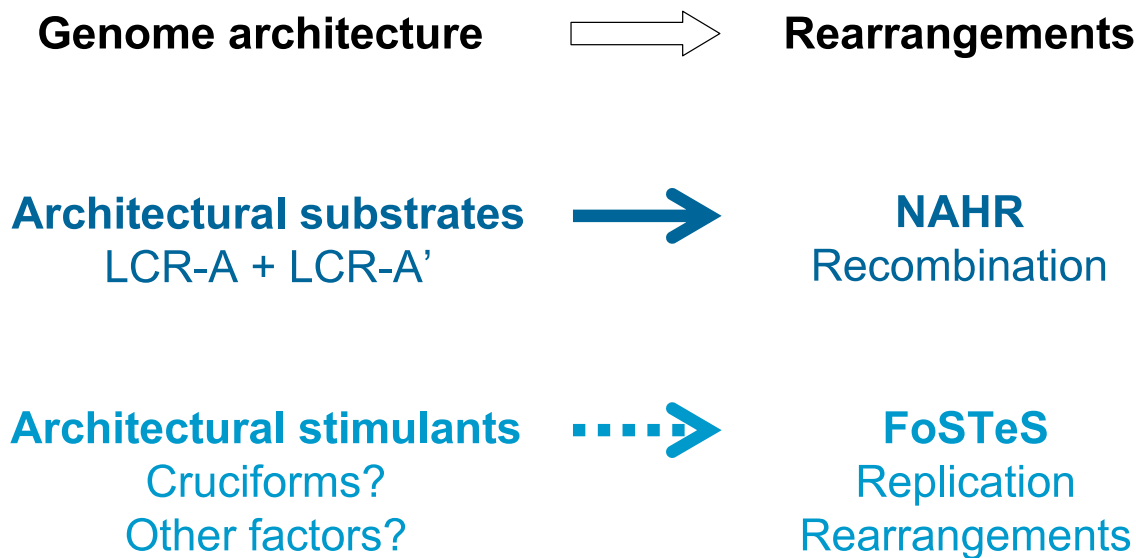 Genome architecture Rearrangements
Architectural substrates NAHR
LCR-A + LCR-A’ Recombination
Architectural stimulants FoSTeS
Cruciforms? Replication
Other factors? Rearrangements